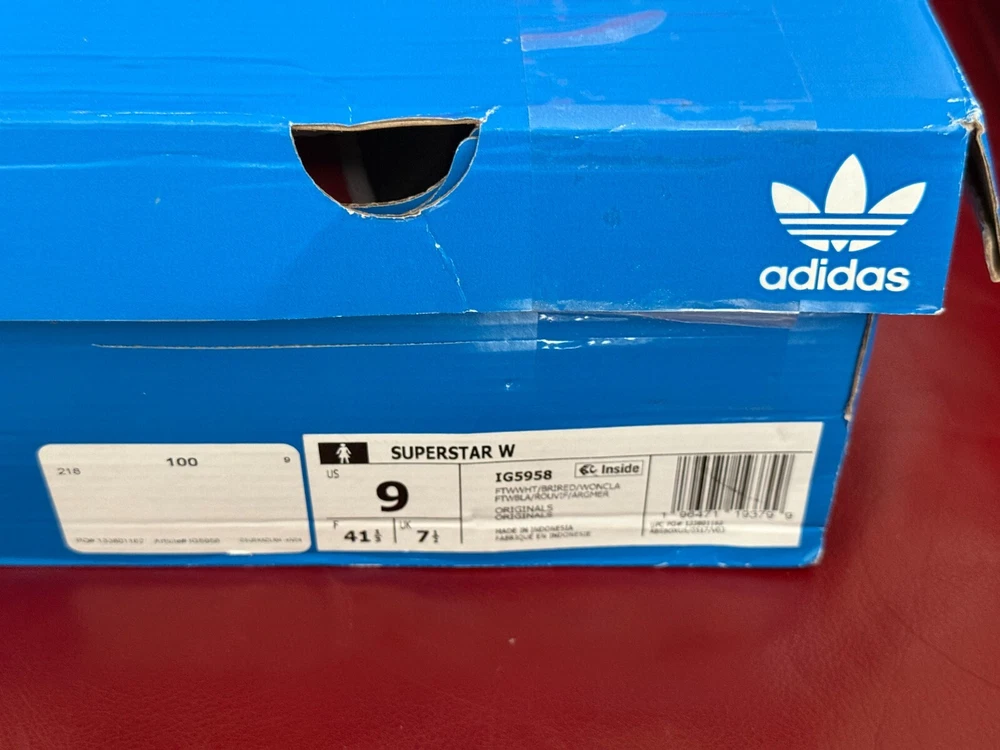 adidas
218 100 9
SUPERSTAR W
US
9
F
41⅓
UK
7½
IG5958
Inside
FTWWHT/BRIRED/WONCLA
FTWBLA/ROUVIF/ARGMER
ORIGINALS
ORIGINALS
MADE IN INDONESIA
FABRIQUÉ EN INDONESIE